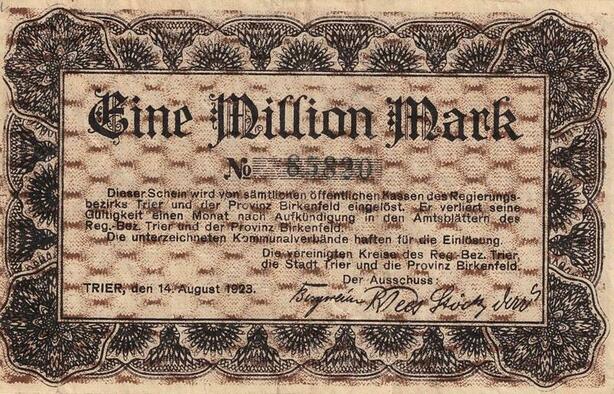 Eine Million Mark
No 65820
Dieser Schein wird von sämtlichen öffentlichen Kassen des Regierungs-
bezirks Trier und der Provinz Birkenfeld eingelöst. Er verliert seine
Gültigkeit einen Monat nach Aufkündigung in den Amtsblättern des
Reg.-Bez. Trier und der Provinz Birkenfeld.
Die unterzeichneten Kommunalverbände haften für die Einlösung.
Die vereinigten Kreise des Reg.-Bez. Trier,
die Stadt Trier und die Provinz Birkenfeld.
Der Ausschuss:
TRIER, den 14. August 1923.